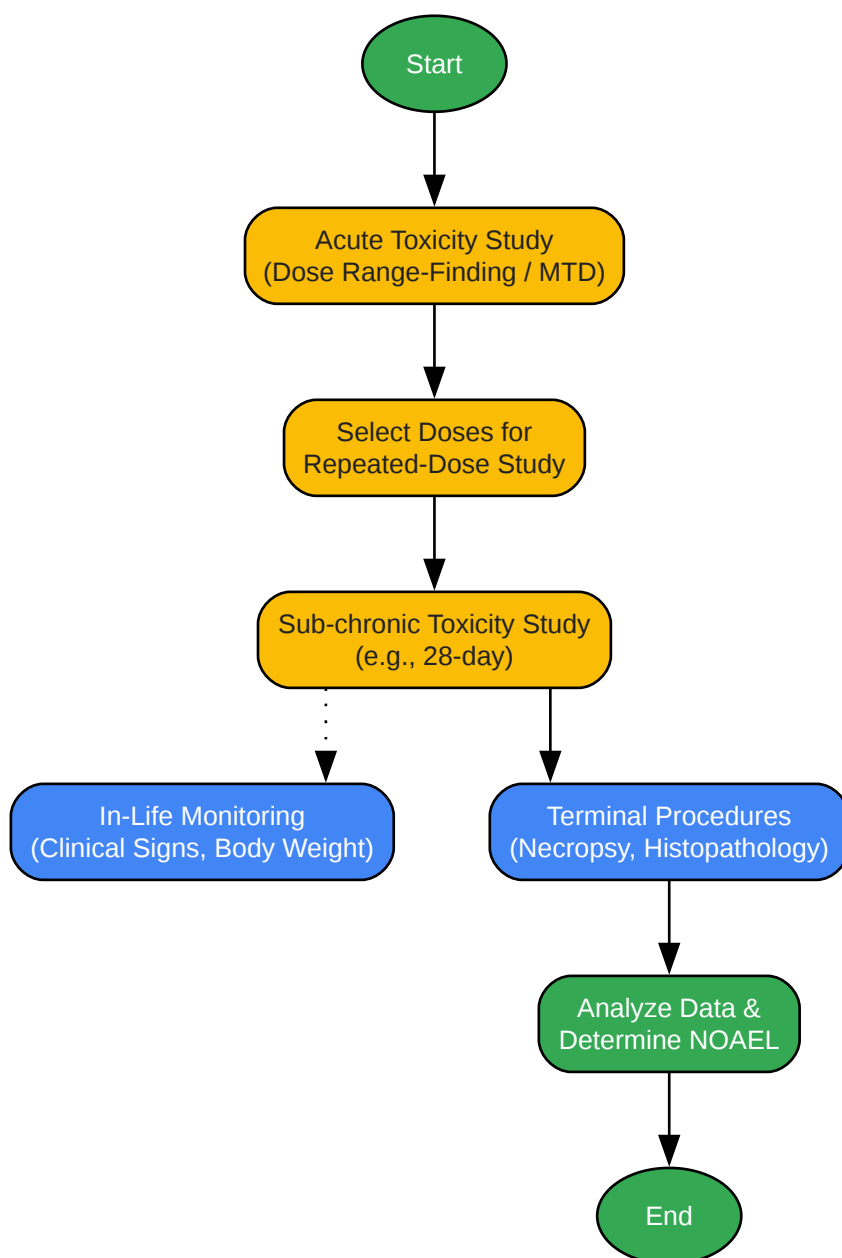 Start
Acute Toxicity Study
(Dose Range-Finding / MTD)
Select Doses for
Repeated-Dose Study
Sub-chronic Toxicity Study
(e.g., 28-day)
In-Life Monitoring
(Clinical Signs, Body Weight)
Terminal Procedures
(Necropsy, Histopathology)
Analyze Data &
Determine NOAEL
End